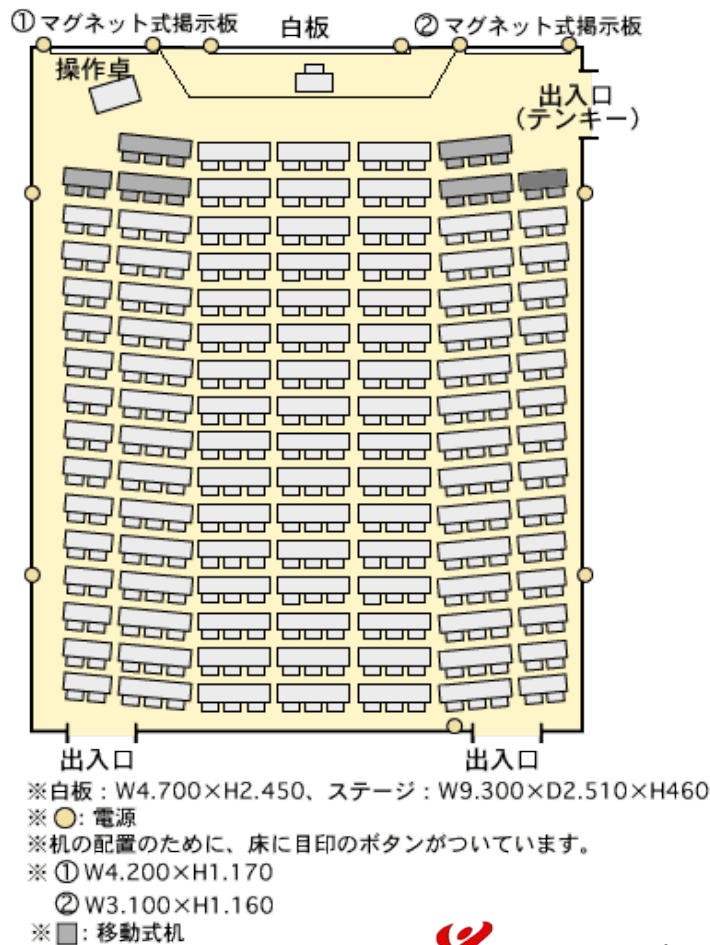 ① マグネット式掲示板
白板
② マグネット式掲示板
操作卓
出入口
(テンキー)
出入口
出入口
※白板：W4.700×H2.450、ステージ：W9.300×D2.510×H460
※ : 電源
※机の配置のために、床に目印のボタンがついています。
※ ① W4.200×H1.170
② W3.100×H1.160
※ : 移動式机